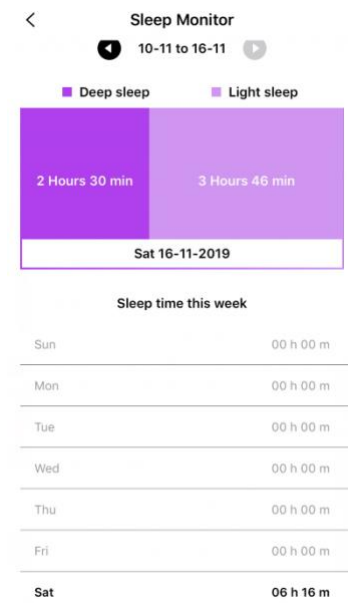 Sleep Monitor
10-11 to 16-11
Deep sleep Light sleep
2 Hours 30 min 3 Hours 46 min
Sat 16-11-2019
Sleep time this week
Sun 00 h 00 m
Mon 00 h 00 m
Tue 00 h 00 m
Wed 00 h 00 m
Thu 00 h 00 m
Fri 00 h 00 m
Sat 06 h 16 m